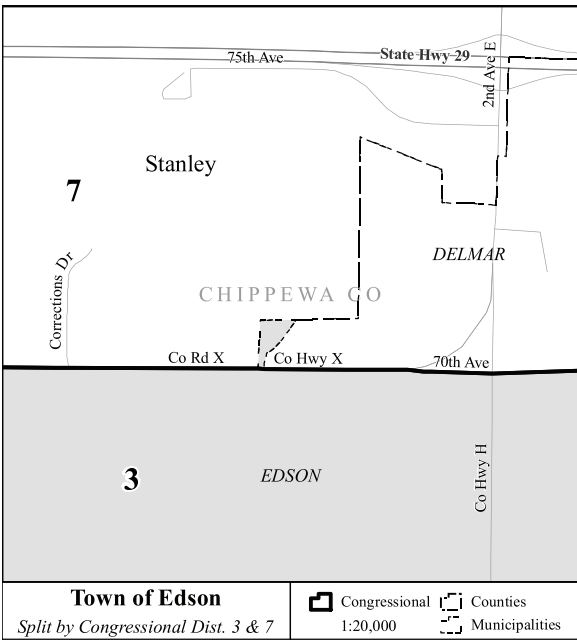 State Hwy 29
75th Ave
2nd Ave E
Stanley
7
DELMAR
Corrections Dr
CHIPPEWA CO
Co Rd X
Co Hwy X
70th Ave
3
EDSON
Co Hwy H
Town of Edson
Split by Congressional Dist. 3 & 7
Congressional
Counties
1:20,000
Municipalities